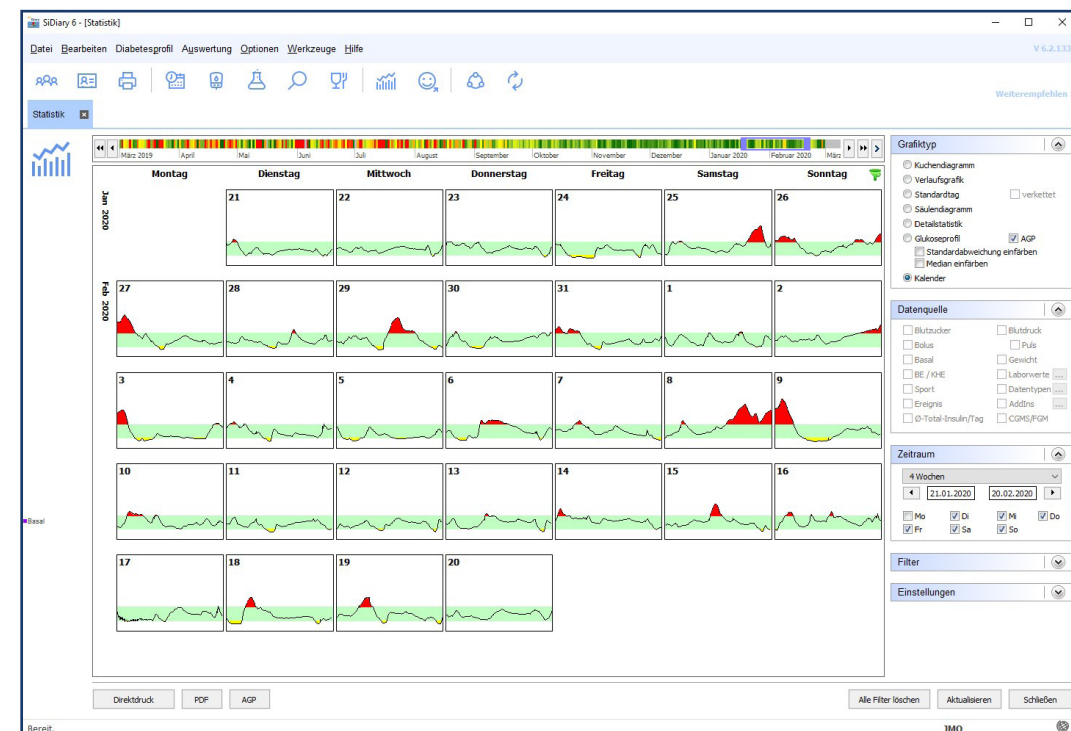 SiDiary 6 - [Statistik]
Datei Bearbeiten Diabetesprofil Auswertung Optionen Werkzeuge Hilfe
V 6.2.133
Weiterempfehlen
Statistik
März 2019 April Mai Juni Juli August September Oktober November Dezember Januar 2020 Februar 2020 März
Montag Dienstag Mittwoch Donnerstag Freitag Samstag Sonntag
Jan 2020
21 22 23 24 25 26
Feb 2020
27 28 29 30 31 1 2
3 4 5 6 7 8 9
10 11 12 13 14 15 16
Basal
17 18 19 20
Grafiktyp
Kuchendiagramm
Verlaufsgrafik
Standardtag verkettet
Säulendiagramm
Detailstatistik
Glukoseprofil AGP
Standardabweichung einfärben
Median einfärben
Kalender
Datenquelle
Blutzucker Blutdruck
Bolus Puls
Basal Gewicht
BE / KHE Laborwerte ...
Sport Datentypen ...
Ereignis AddIns ...
Ø-Total-Insulin/Tag CGMS/FGM
Zeitraum
4 Wochen
21.01.2020 20.02.2020
Mo Di Mi Do
Fr Sa So
Filter
Einstellungen
Direktdruck PDF AGP Alle Filter löschen Aktualisieren Schließen
Bereit. JMO